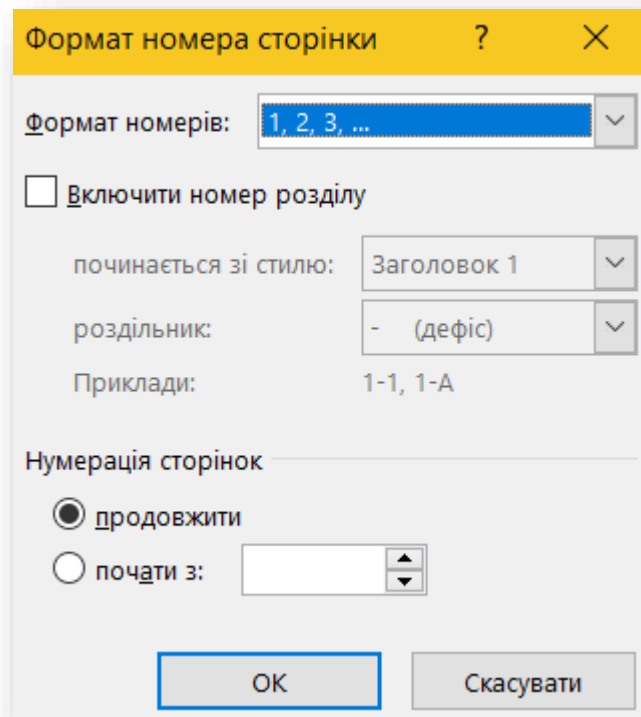 Формат номера сторінки ?
Формат номерів: 1, 2, 3, ...
Включити номер розділу
починається зі стилю: Заголовок 1
роздільник: - (дефіс)
Приклади: 1-1, 1-A
Нумерація сторінок
продовжити
почати з:
ОК Скасувати